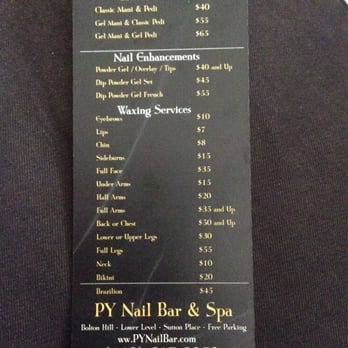 Classic Mani & Pedi $40
Gel Mani & Classic Pedi $55
Gel Mani & Gel Pedi $65
Nail Enhancements
Powder Gel / Overlay / Tips $40 and Up
Dip Powder Gel Set $45
Dip Powder Gel French $55
Waxing Services
Eyebrows $10
Lips $7
Chin $8
Sideburns $15
Full Face $35
Under Arms $15
Half Arms $20
Full Arms $35 and Up
Back or Chest $50 and Up
Lower or Upper Legs $30
Full Legs $55
Neck $10
Bikini $20
Brazilian $45
PY Nail Bar & Spa
Bolton Hill - Lower Level - Sutton Place - Free Parking
www.PYNailBar.com